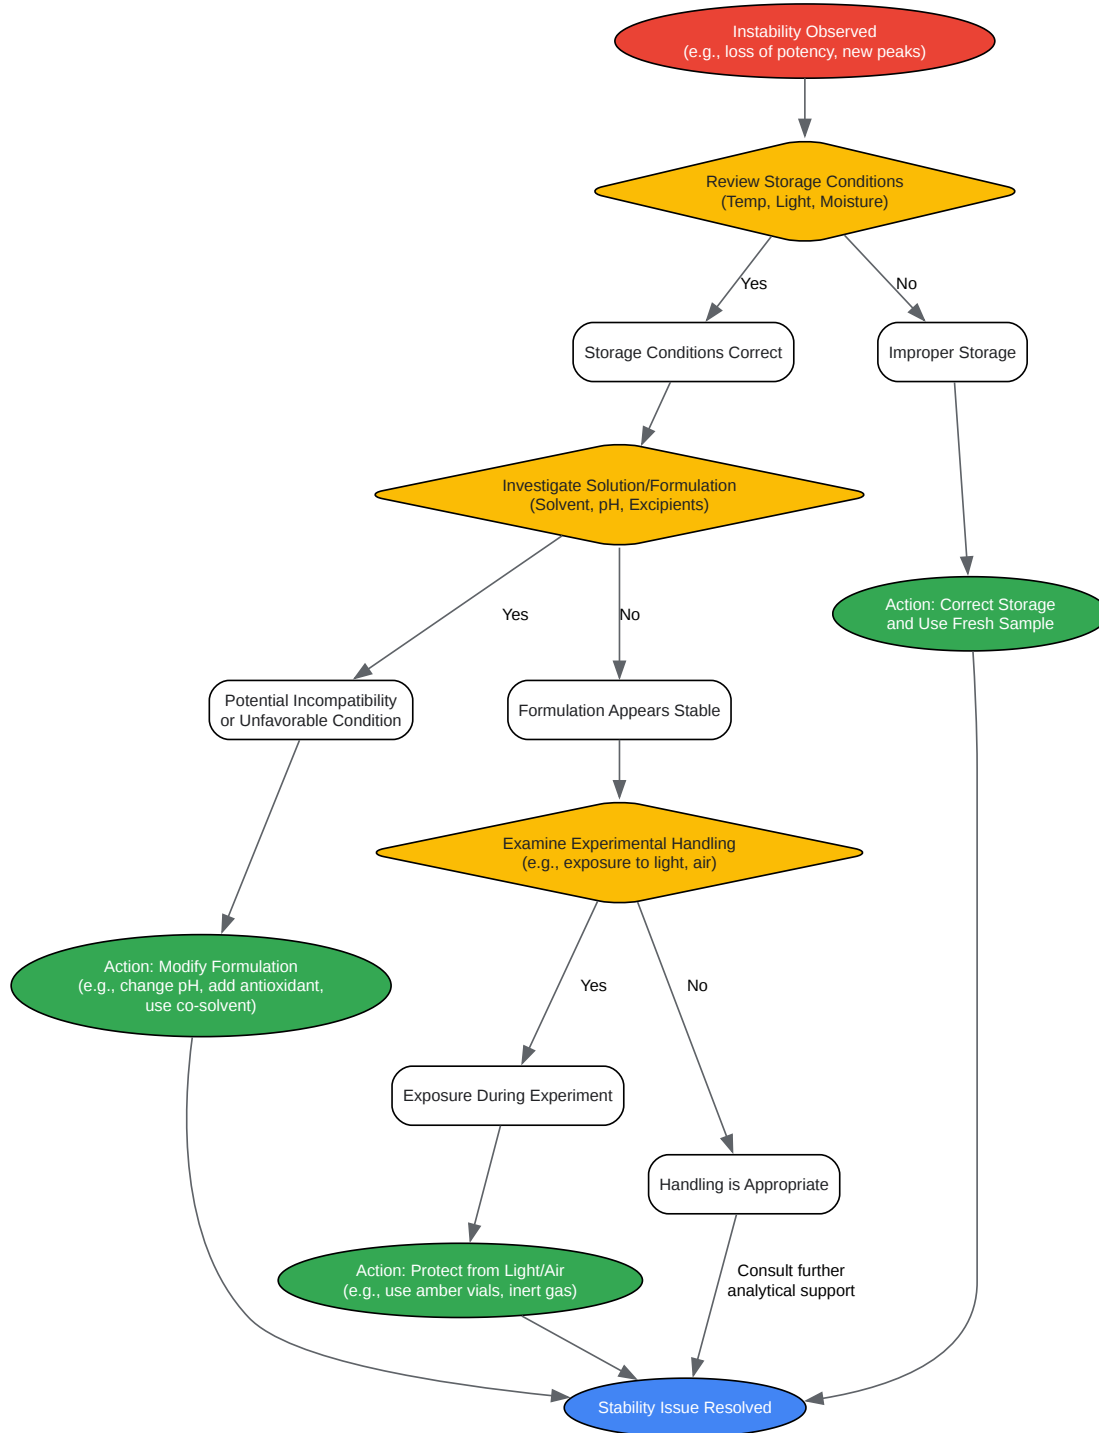 Instability Observed
(e.g., loss of potency, new peaks)
Review Storage Conditions
(Temp, Light, Moisture)
Yes
No
Storage Conditions Correct
Improper Storage
Investigate Solution/Formulation
(Solvent, pH, Excipients)
Yes
No
Action: Correct Storage
and Use Fresh Sample
Potential Incompatibility
or Unfavorable Condition
Formulation Appears Stable
Examine Experimental Handling
(e.g., exposure to light, air)
Action: Modify Formulation
(e.g., change pH, add antioxidant,
use co-solvent)
Yes
No
Exposure During Experiment
Handling is Appropriate
Action: Protect from Light/Air
(e.g., use amber vials, inert gas)
Consult further
analytical support
Stability Issue Resolved